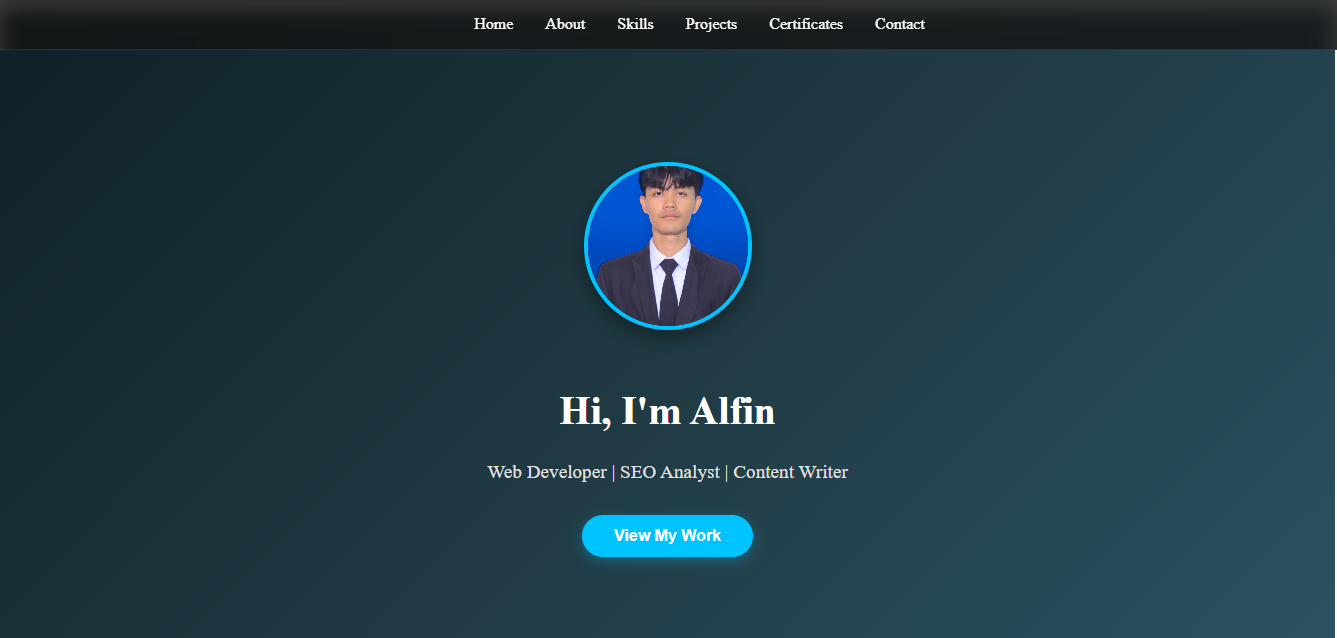 Home About Skills Projects Certificates Contact
Hi, I'm Alfin
Web Developer | SEO Analyst | Content Writer
View My Work